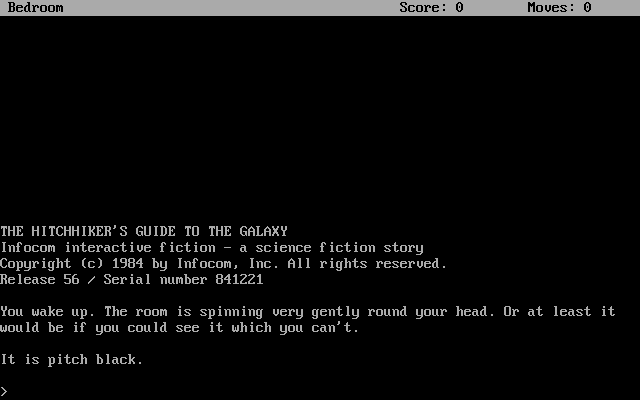 Bedroom Score: 0 Moves: 0
THE HITCHHIKER'S GUIDE TO THE GALAXY
Infocom interactive fiction - a science fiction story
Copyright (c) 1984 by Infocom, Inc. All rights reserved.
Release 56 / Serial number 841221
You wake up. The room is spinning very gently round your head. Or at least it
would be if you could see it which you can't.
It is pitch black.
>